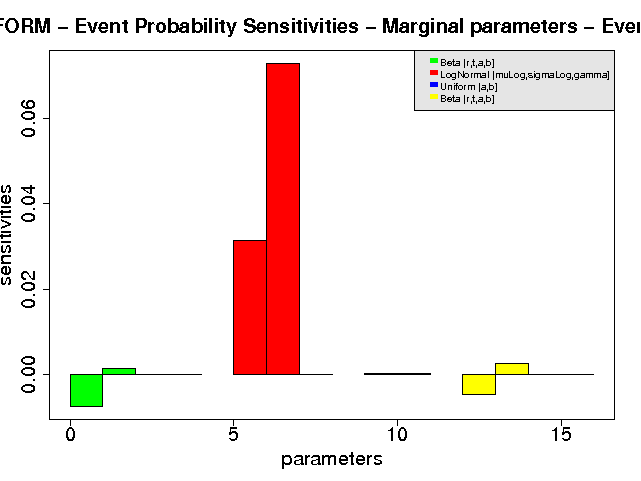 FORM – Event Probability Sensitivities – Marginal parameters – Even
Beta [r,t,a,b]
LogNormal [muLog,sigmaLog,gamma]
Uniform [a,b]
Beta [r,t,a,b]
sensitivities
0.06
0.04
0.02
0.00
0 5 10 15
parameters